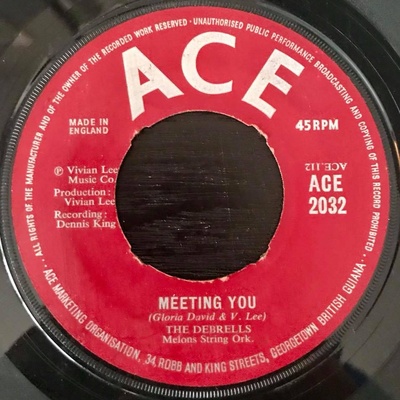 ALL RIGHTS OF THE MANUFACTURER AND OF THE OWNER OF THE RECORDED WORK RESERVED · UNAUTHORISED PUBLIC PERFORMANCE BROADCASTING AND COPYING OF THIS RECORD PROHIBITED.
ACE
MADE IN
ENGLAND
45 RPM
℗ Vivian Lee
Music Co.
Production:
Vivian Lee
Recording:
Dennis King
ACE.112
ACE
2032
MEETING YOU
(Gloria David & V. Lee)
THE DEBRELLS
Melons String Ork.
ACE MARKETING ORGANISATION, 34, ROBB AND KING STREETS, GEORGETOWN BRITISH GUIANA.